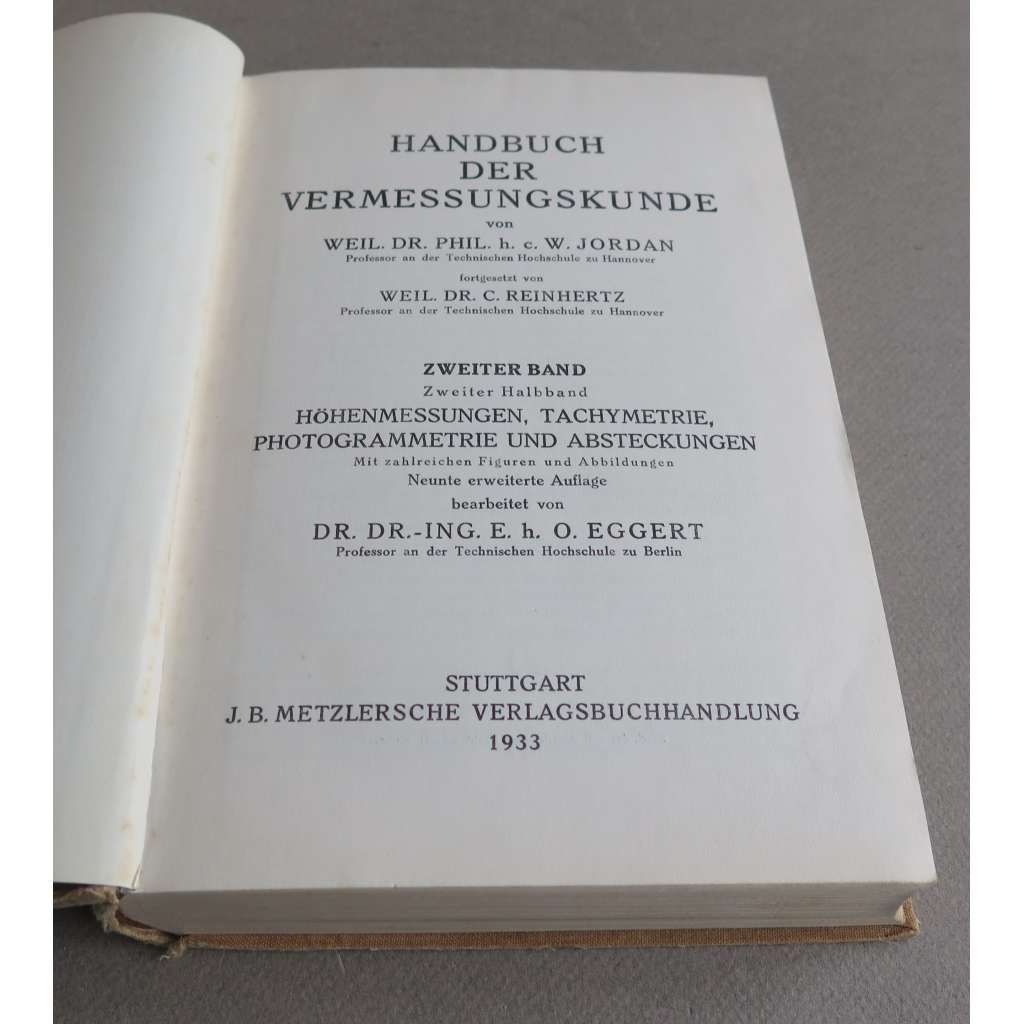 HANDBUCH
DER
VERMESSUNGSKUNDE
von
WEIL. DR. PHIL. h. c. W. JORDAN
Professor an der Technischen Hochschule zu Hannover
fortgesetzt von
WEIL. DR. C. REINHERTZ
Professor an der Technischen Hochschule zu Hannover
ZWEITER BAND
Zweiter Halbband
HÖHENMESSUNGEN, TACHYMETRIE,
PHOTOGRAMMETRIE UND ABSTECKUNGEN
Mit zahlreichen Figuren und Abbildungen
Neunte erweiterte Auflage
bearbeitet von
DR. DR.-ING. E. h. O. EGGERT
Professor an der Technischen Hochschule zu Berlin
STUTTGART
J. B. METZLERSCHE VERLAGSBUCHHANDLUNG
1933